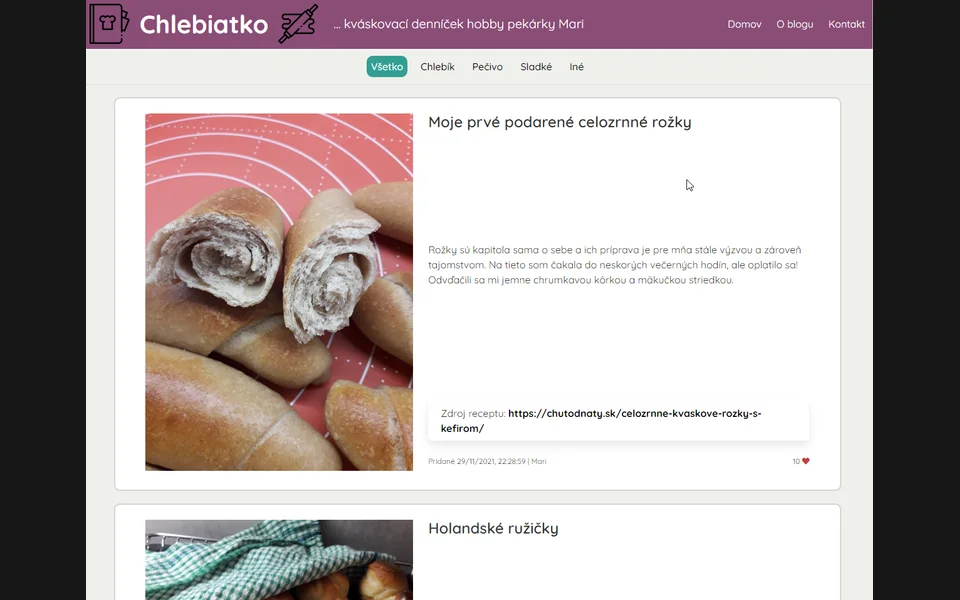 Chlebiatko
... kváskovací denníček hobby pekárky Mari
Domov
O blogu
Kontakt
Všetko
Chlebík
Pečivo
Sladké
Iné
Moje prvé podarené celozrnné rožky
Rožky sú kapitola sama o sebe a ich príprava je pre mňa stále výzvou a zároveň
tajomstvom. Na tieto som čakala do neskorých večerných hodín, ale oplatilo sa!
Odvďačili sa mi jemne chrumkavou kôrkou a mäkučkou striedkou.
Zdroj receptu: https://chutodnaty.sk/celozrnne-kvaskove-rozky-s-
kefirom/
Pridané 29/11/2021, 22:28:59 | Mari
10
Holandské ružičky